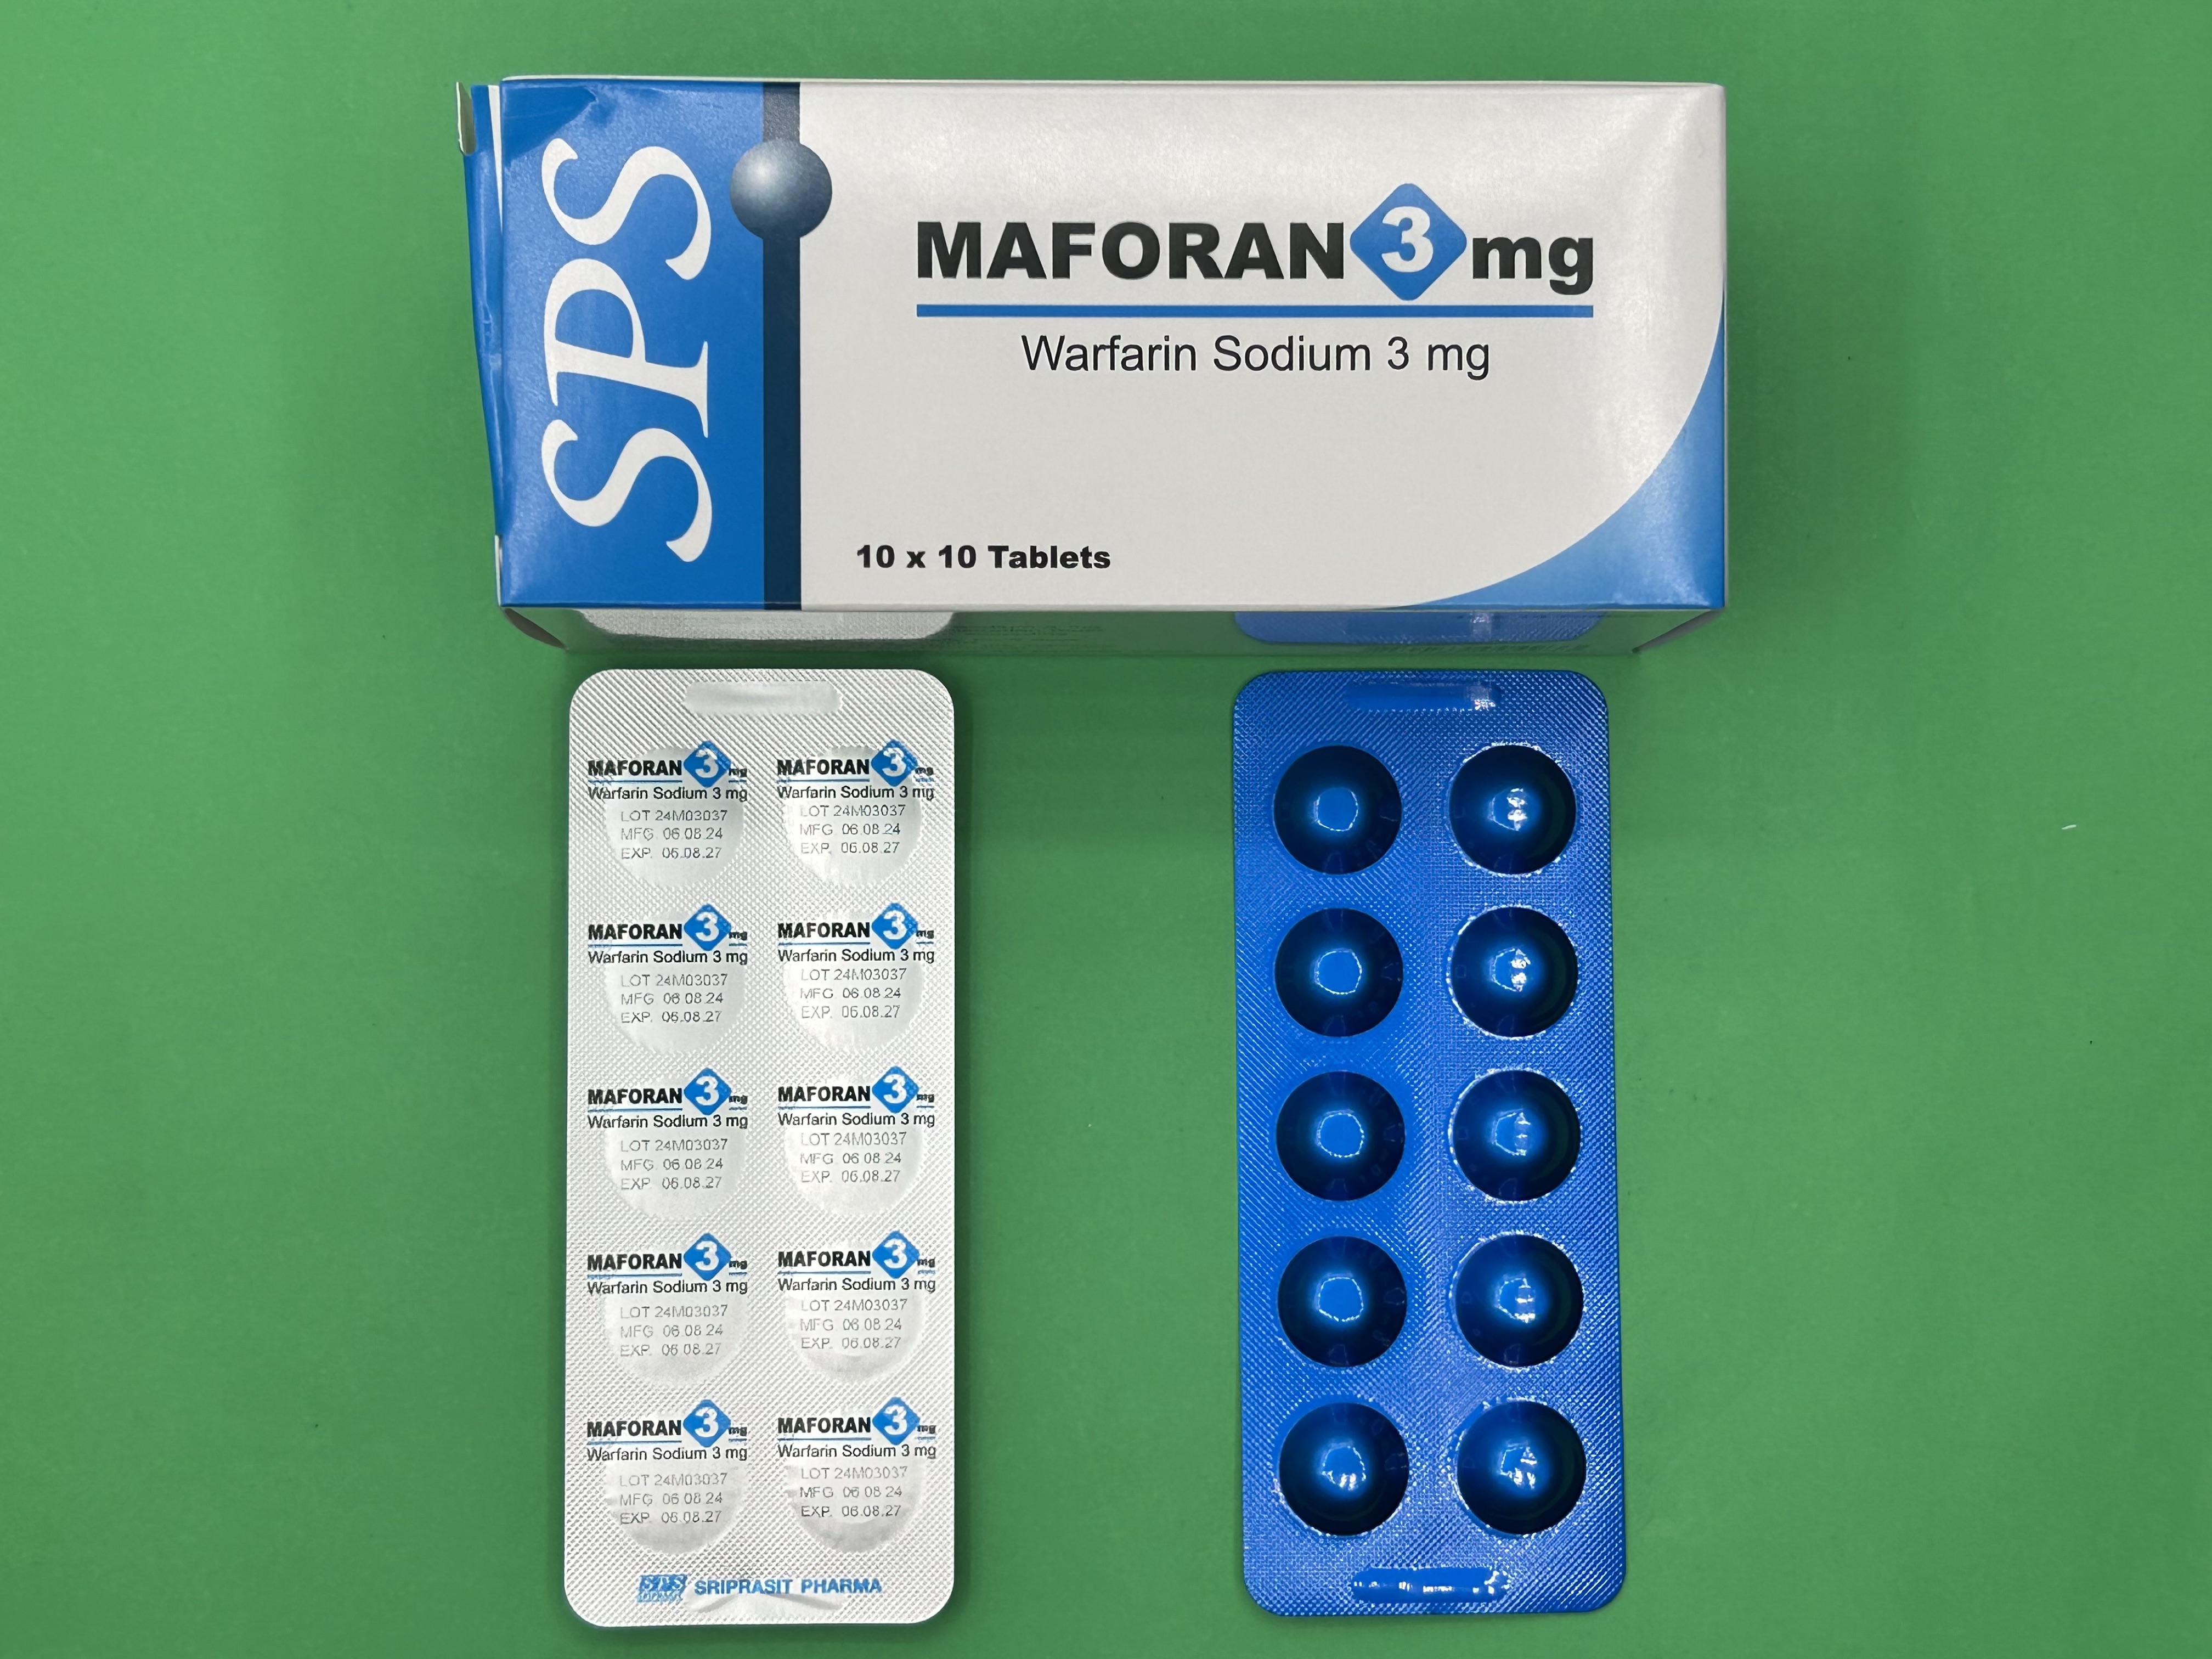 SPS
MAFORAN 3 mg
Warfarin Sodium 3 mg
10 x 10 Tablets
MAFORAN 3 mg
Warfarin Sodium 3 mg
LOT 24M03037
MFG 06.08.24
EXP. 06.08.27
MAFORAN 3 mg
Warfarin Sodium 3 mg
LOT 24M03037
MFG 06.08.24
EXP. 06.08.27
MAFORAN 3 mg
Warfarin Sodium 3 mg
LOT 24M03037
MFG 06.08.24
EXP. 06.08.27
MAFORAN 3 mg
Warfarin Sodium 3 mg
LOT 24M03037
MFG 06.08.24
EXP. 06.08.27
MAFORAN 3 mg
Warfarin Sodium 3 mg
LOT 24M03037
MFG 06.08.24
EXP. 06.08.27
MAFORAN 3 mg
Warfarin Sodium 3 mg
LOT 24M03037
MFG 06.08.24
EXP. 06.08.27
MAFORAN 3 mg
Warfarin Sodium 3 mg
LOT 24M03037
MFG 06.08.24
EXP. 06.08.27
MAFORAN 3 mg
Warfarin Sodium 3 mg
LOT 24M03037
MFG 06.08.24
EXP. 06.08.27
MAFORAN 3 mg
Warfarin Sodium 3 mg
LOT 24M03037
MFG 06.08.24
EXP. 06.08.27
MAFORAN 3 mg
Warfarin Sodium 3 mg
LOT 24M03037
MFG 06.08.24
EXP. 06.08.27
SPS SRIPRASIT PHARMA